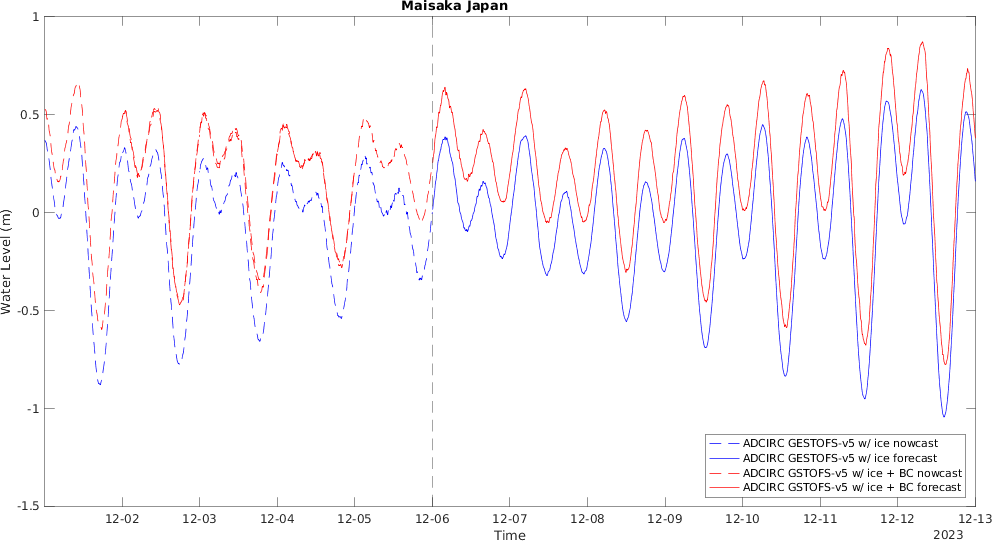 Maisaka Japan
1
0.5
0
-0.5
-1
-1.5
Water Level (m)
12-02 12-03 12-04 12-05 12-06 12-07 12-08 12-09 12-10 12-11 12-12 12-13
Time
2023
ADCIRC GESTOFS-v5 w/ ice nowcast
ADCIRC GESTOFS-v5 w/ ice forecast
ADCIRC GSTOFS-v5 w/ ice + BC nowcast
ADCIRC GSTOFS-v5 w/ ice + BC forecast